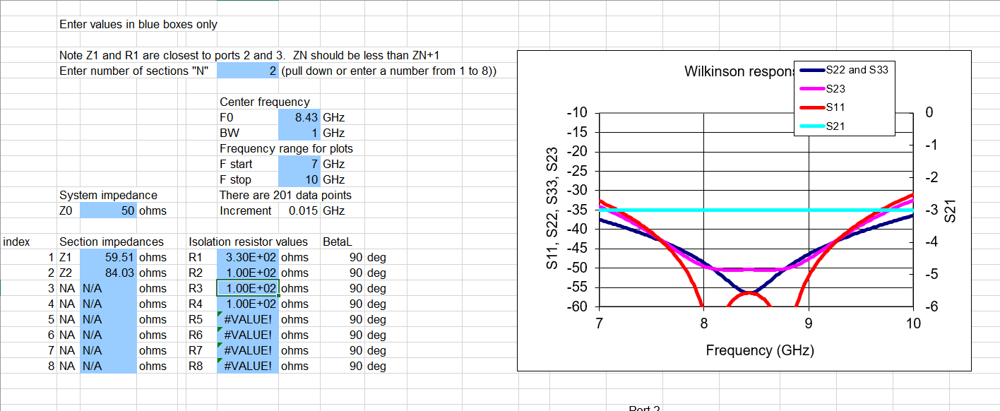 Enter values in blue boxes only
Note Z1 and R1 are closest to ports 2 and 3. ZN should be less than ZN+1
Enter number of sections "N" 2 (pull down or enter a number from 1 to 8))
Center frequency
F0 8.43 GHz
BW 1 GHz
Frequency range for plots
F start 7 GHz
F stop 10 GHz
System impedance There are 201 data points
Z0 50 ohms Increment 0.015 GHz
index Section impedances Isolation resistor values BetaL
1 Z1 59.51 ohms R1 3.30E+02 ohms 90 deg
2 Z2 84.03 ohms R2 1.00E+02 ohms 90 deg
3 NA N/A ohms R3 1.00E+02 ohms 90 deg
4 NA N/A ohms R4 1.00E+02 ohms 90 deg
5 NA N/A ohms R5 #VALUE! ohms 90 deg
6 NA N/A ohms R6 #VALUE! ohms 90 deg
7 NA N/A ohms R7 #VALUE! ohms 90 deg
8 NA N/A ohms R8 #VALUE! ohms 90 deg
Wilkinson respons
S22 and S33
S23
S11
S21
S11, S22, S33, S23
-10
-15
-20
-25
-30
-35
-40
-45
-50
-55
-60
0
-1
-2
-3
-4
-5
-6
S21
7 8 9 10
Frequency (GHz)
Port 2